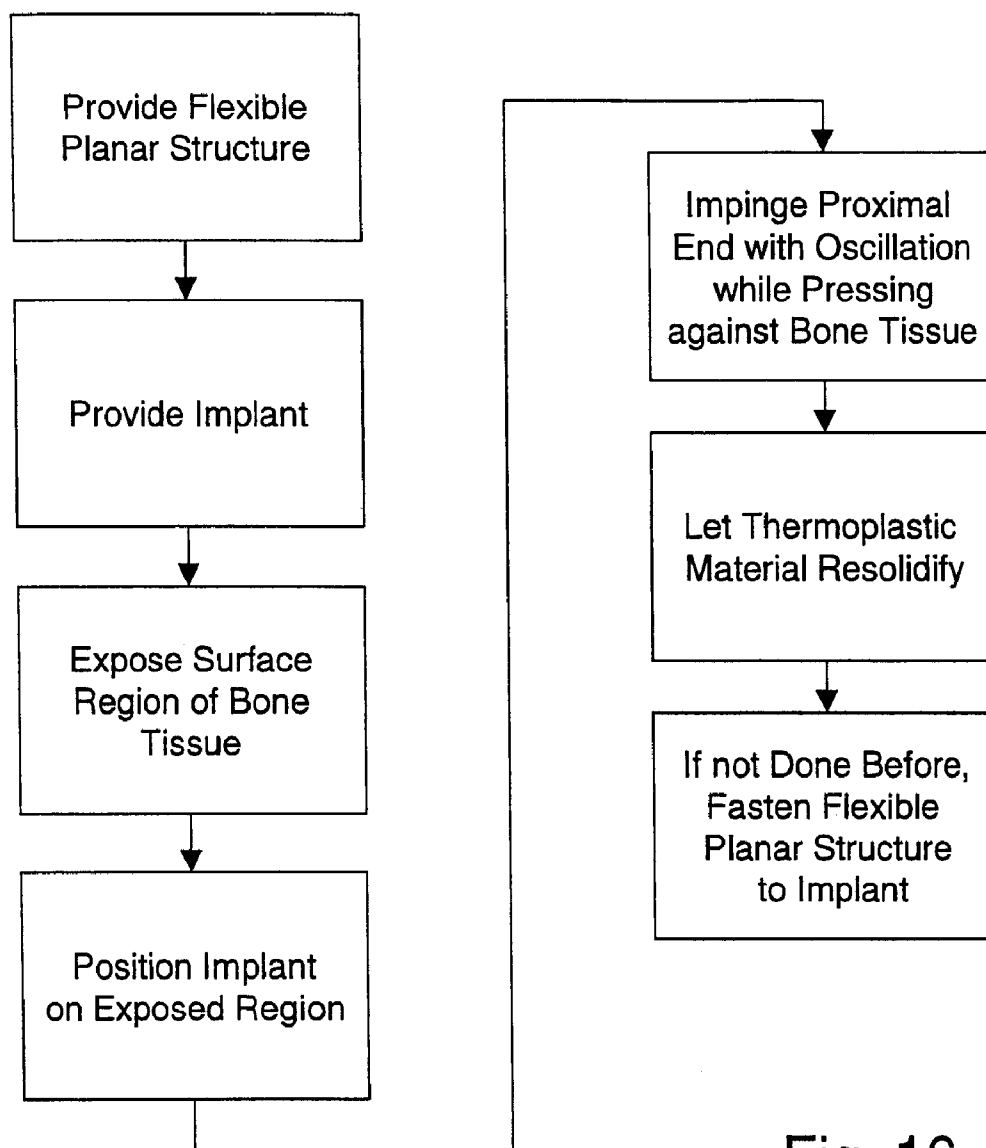 Provide Flexible
Planar Structure
Provide Implant
Expose Surface
Region of Bone
Tissue
Position Implant
on Exposed Region
Impinge Proximal
End with Oscillation
while Pressing
against Bone Tissue
Let Thermoplastic
Material Resolidify
If not Done Before,
Fasten Flexible
Planar Structure
to Implant